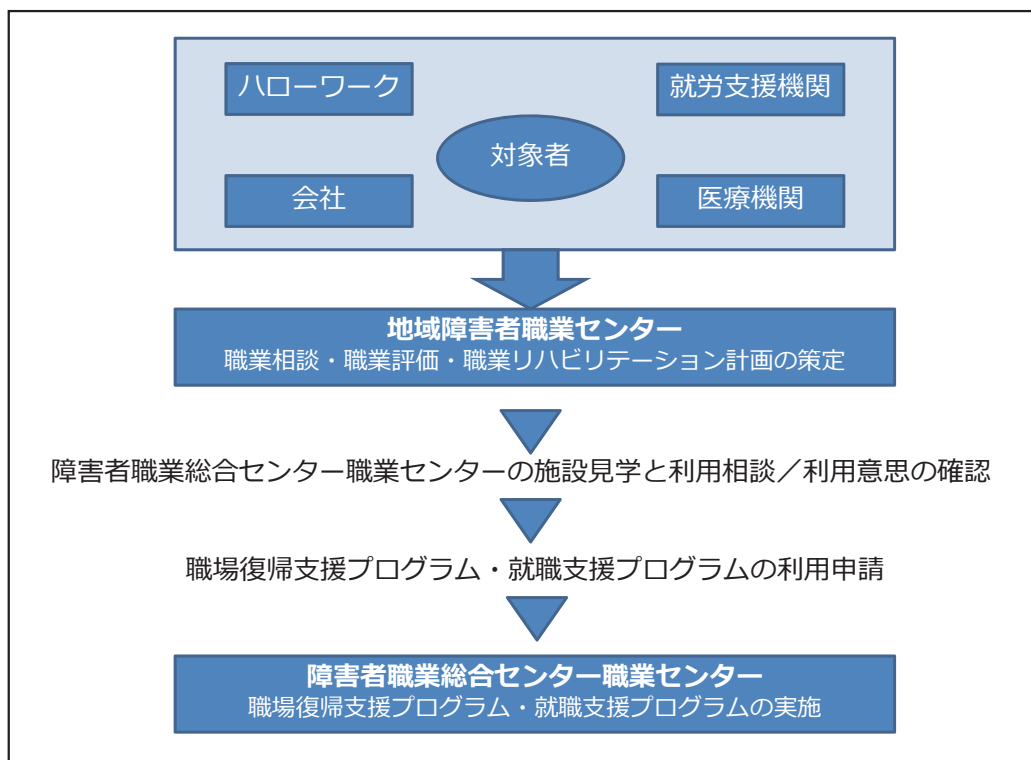 ハローワーク
就労支援機関
対象者
会社
医療機関
地域障害者職業センター
職業相談・職業評価・職業リハビリテーション計画の策定
障害者職業総合センター職業センターの施設見学と利用相談／利用意思の確認
職場復帰支援プログラム・就職支援プログラムの利用申請
障害者職業総合センター職業センター
職場復帰支援プログラム・就職支援プログラムの実施